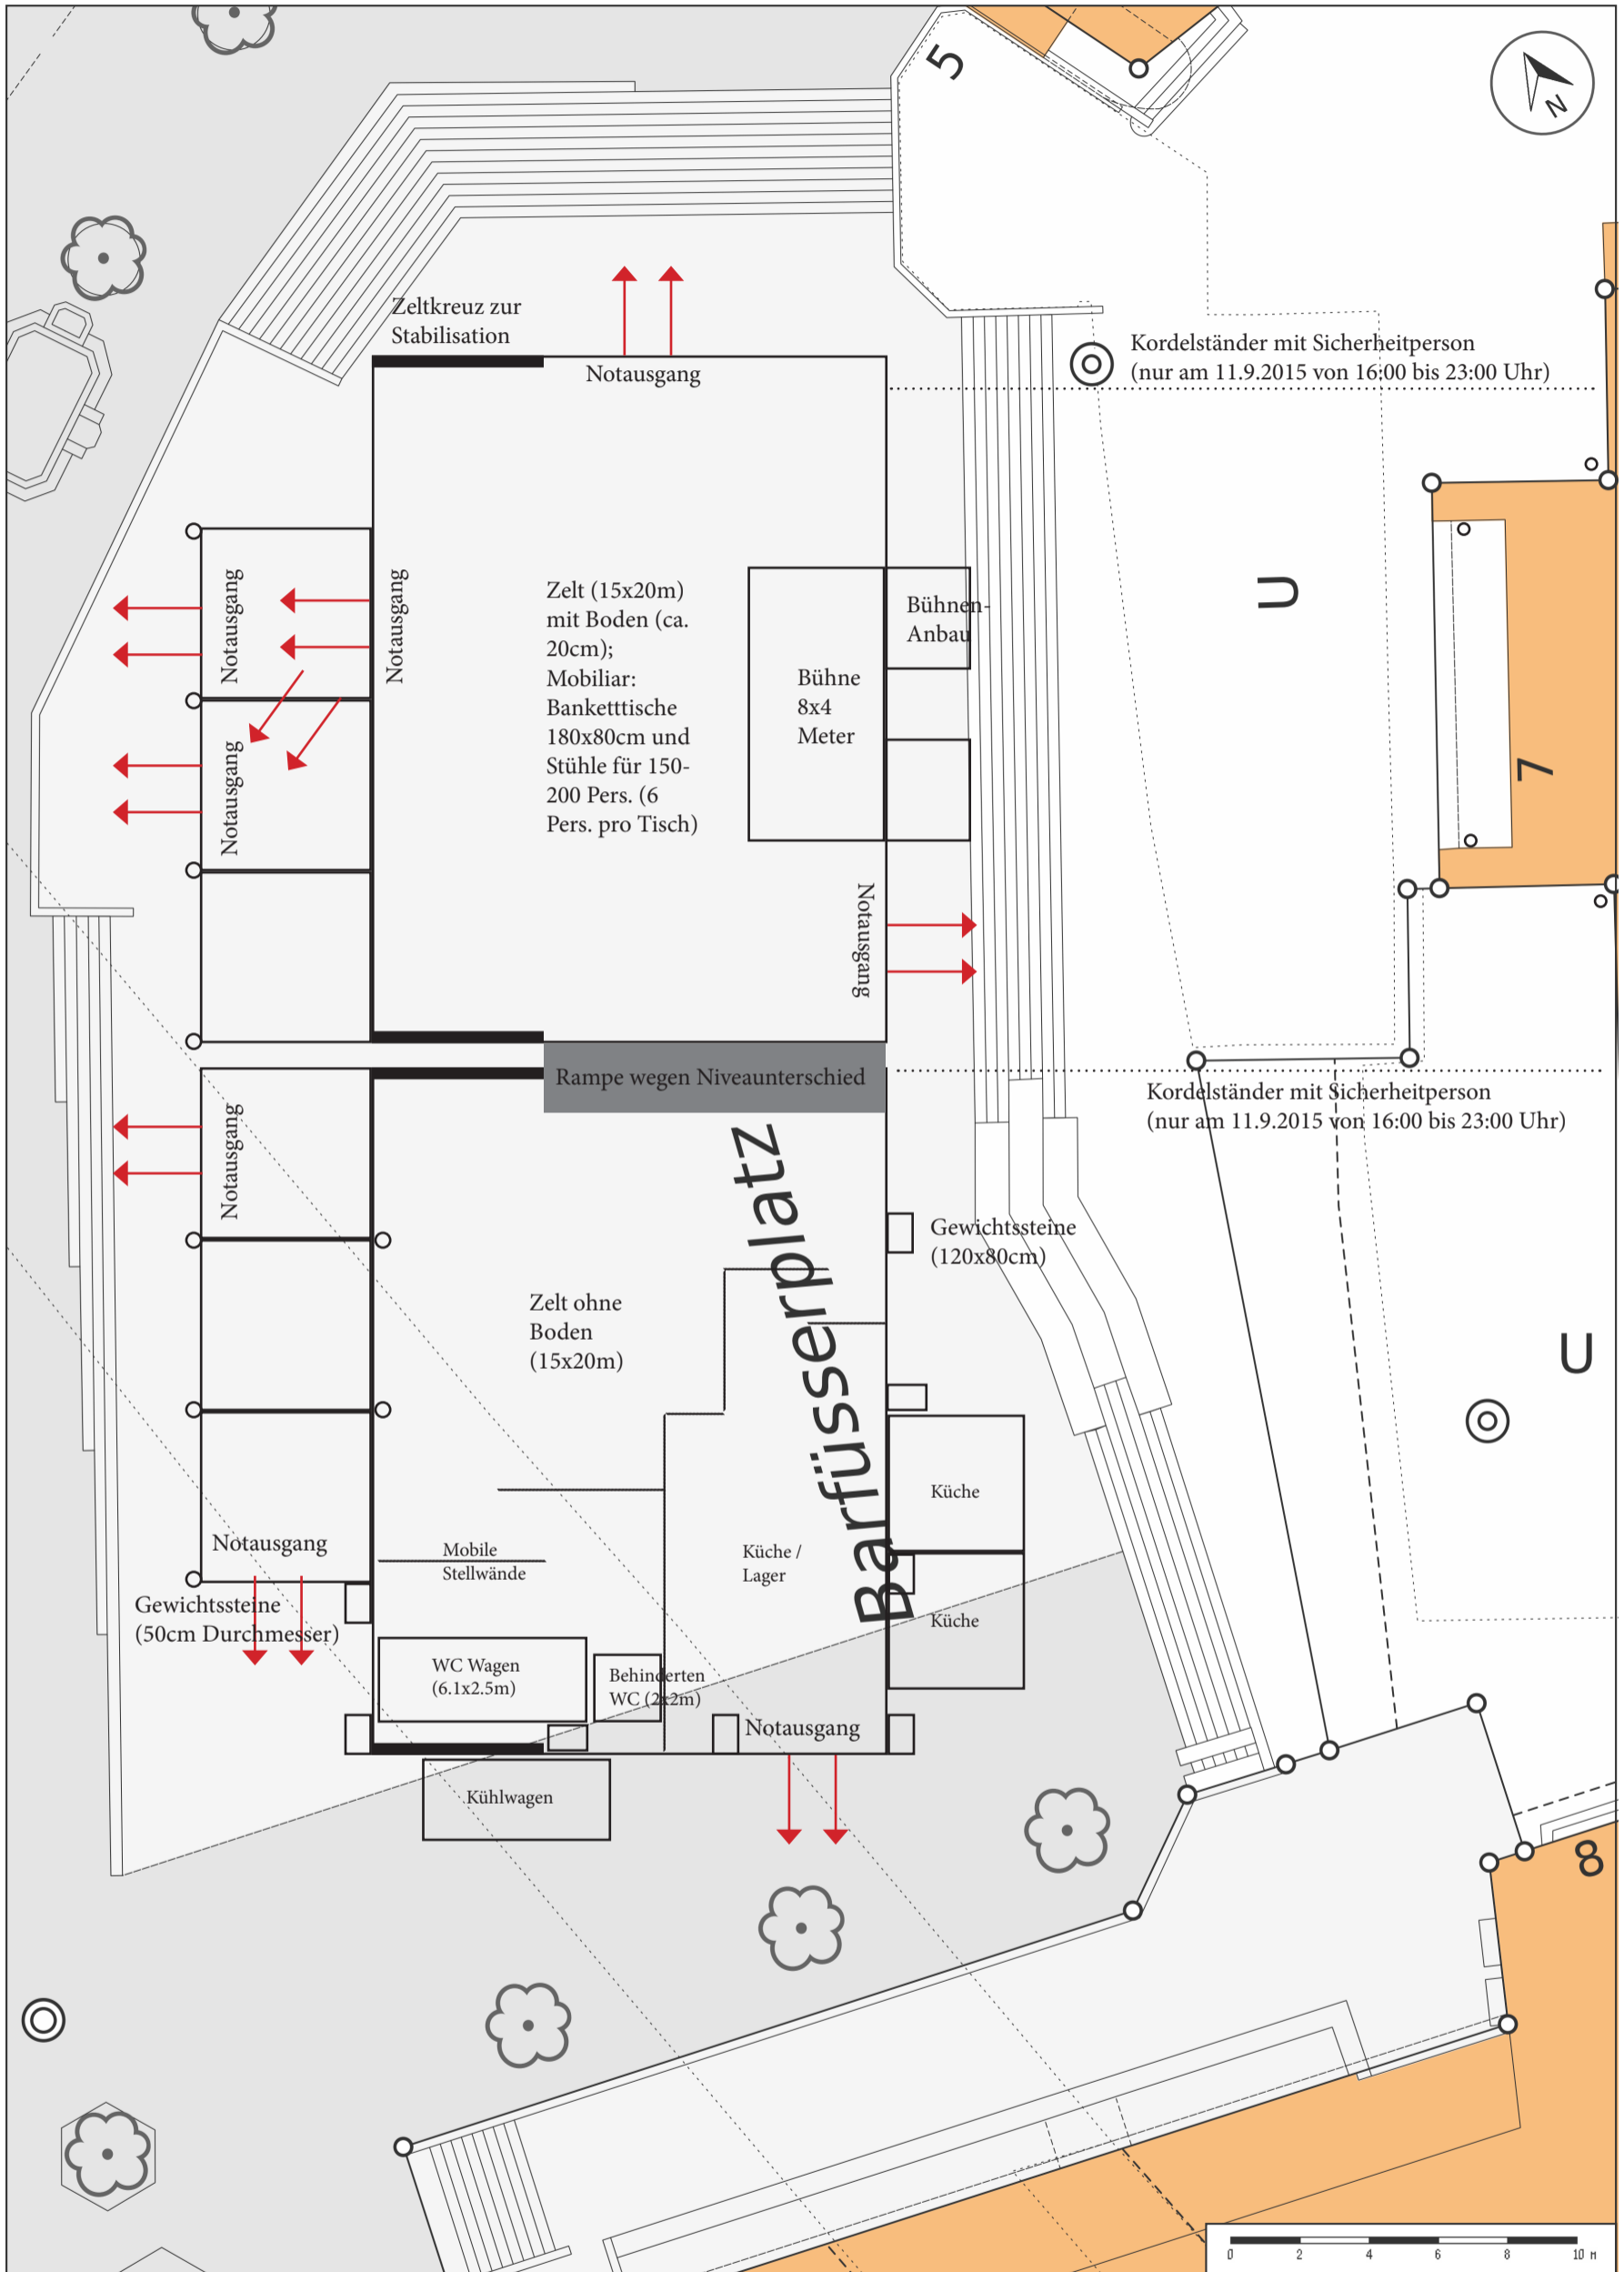 5
N
Zeltkreuz zur
Stabilisation
Notausgang
Kordelständer mit Sicherheitperson
(nur am 11.9.2015 von 16:00 bis 23:00 Uhr)
Notausgang
Notausgang
Notausgang
Zelt (15x20m)
mit Boden (ca.
20cm);
Mobiliar:
Banketttische
180x80cm und
Stühle für 150-
200 Pers. (6
Pers. pro Tisch)
Bühne
8x4
Meter
Bühnen-
Anbau
U
7
Notausgang
Rampe wegen Niveaunterschied
Kordelständer mit Sicherheitperson
(nur am 11.9.2015 von 16:00 bis 23:00 Uhr)
Notausgang
Barfüsserplatz
Gewichtssteine
(120x80cm)
Zelt ohne
Boden
(15x20m)
U
Küche
Notausgang
Mobile
Stellwände
Küche /
Lager
Küche
Gewichtssteine
(50cm Durchmesser)
WC Wagen
(6.1x2.5m)
Behinderten
WC (2x2m)
Notausgang
Kühlwagen
8
0 2 4 6 8 10 M